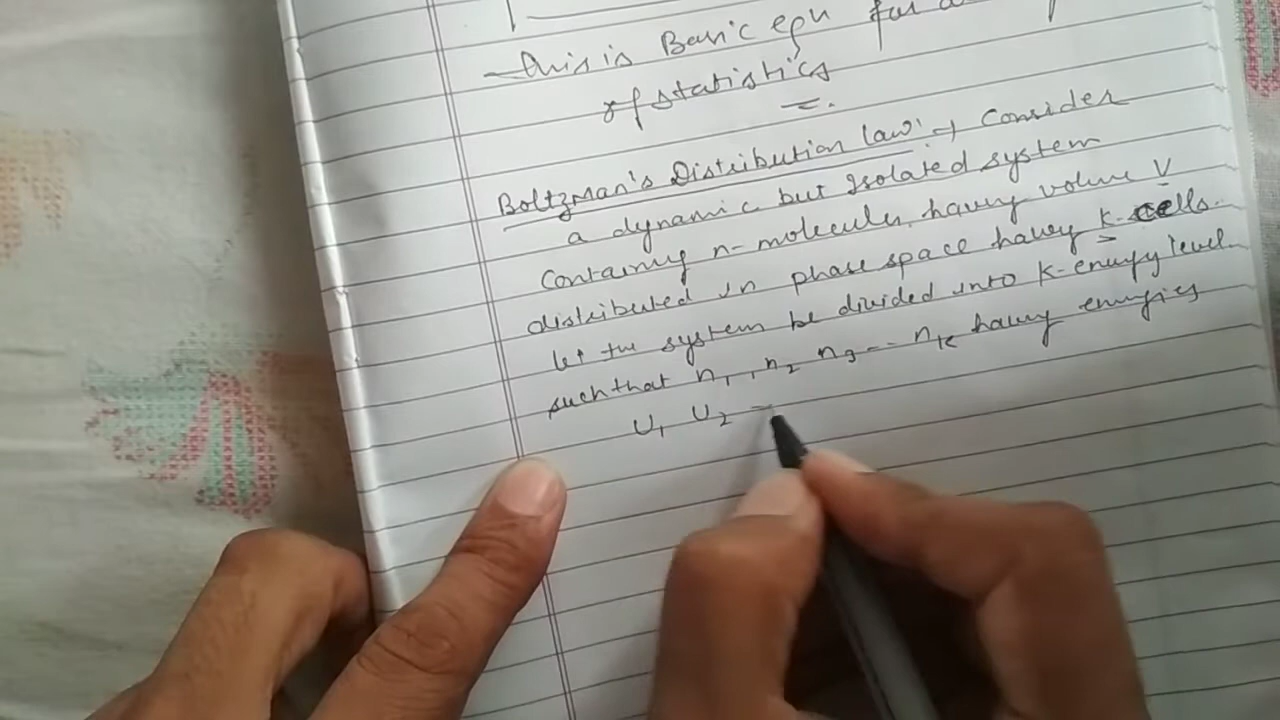 this is Basic eqn for
of statistics
Boltzman's Distribution law' → Consider
a dynamic but Isolated system
Containing n-molecules, having volume V
distributed in phase space having k-cells.
let the system be divided into K-energy level
such that n1, n2 n3 -- nk having energies
U1 U2 -